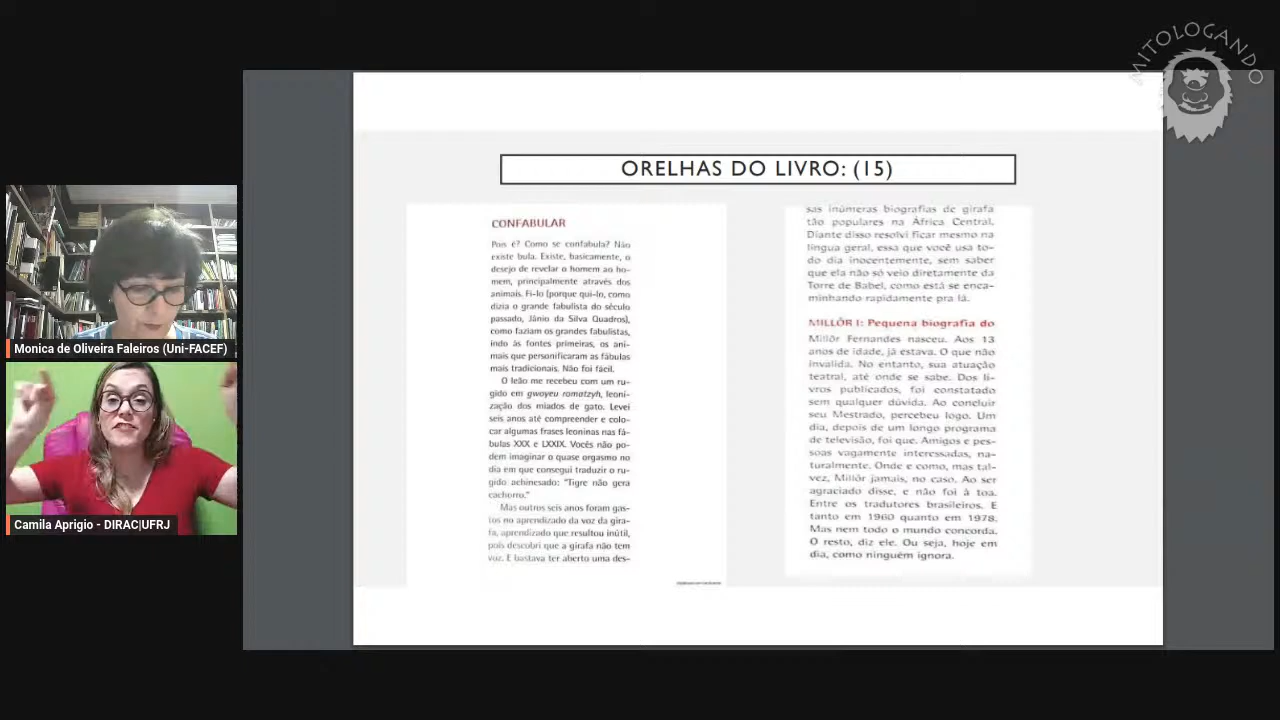 MITOLOGANDO
ORELHAS DO LIVRO: (15)
CONFABULAR
Pois é? Como se confabula? Não
existe bula. Existe, basicamente, o
desejo de revelar o homem ao ho-
mem, principalmente através dos
animais. Fi-lo (porque qui-lo, como
dizia o grande fabulista do século
passado, Jânio da Silva Quadros),
como faziam os grandes fabulistas,
indo às fontes primeiras, os ani-
mais que personificaram as fábulas
mais tradicionais. Não foi fácil.
O leão me recebeu com um ru-
gido em gwoyeu romatzyh, leoni-
zação dos miados de gato. Levei
seis anos até compreender e colo-
car algumas frases leoninas nas fá-
bulas XXX e LXXIX. Vocês não po-
dem imaginar o quase orgasmo no
dia em que consegui traduzir o ru-
gido achinesado: “Tigre não gera
cachorro.”
Mas outros seis anos foram gas-
tos no aprendizado da voz da gira-
fa, aprendizado que resultou inútil,
pois descobri que a girafa não tem
voz. E bastava ter aberto uma des-
sas inúmeras biografias de girafa
tão populares na África Central.
Diante disso resolvi ficar mesmo na
língua geral, essa que você usa to-
do dia inocentemente, sem saber
que ela não só veio diretamente da
Torre de Babel, como está se enca-
minhando rapidamente pra lá.
MILLÔR I: Pequena biografia do
Millôr Fernandes nasceu. Aos 13
anos de idade, já estava. O que não
invalida. No entanto, sua atuação
teatral, até onde se sabe. Dos li-
vros publicados, foi constatado
sem qualquer dúvida. Ao concluir
seu Mestrado, percebeu logo. Um
dia, depois de um longo programa
de televisão, foi que. Amigos e pes-
soas vagamente interessadas, na-
turalmente. Onde e como, mas tal-
vez, Millôr jamais, no caso. Ao ser
agraciado disse, e não foi à toa.
Entre os tradutores brasileiros. E
tanto em 1960 quanto em 1978.
Mas nem todo o mundo concorda.
O resto, diz ele. Ou seja, hoje em
dia, como ninguém ignora.
Monica de Oliveira Faleiros (Uni-FACEF)
Camila Aprigio - DIRAC|UFRJ